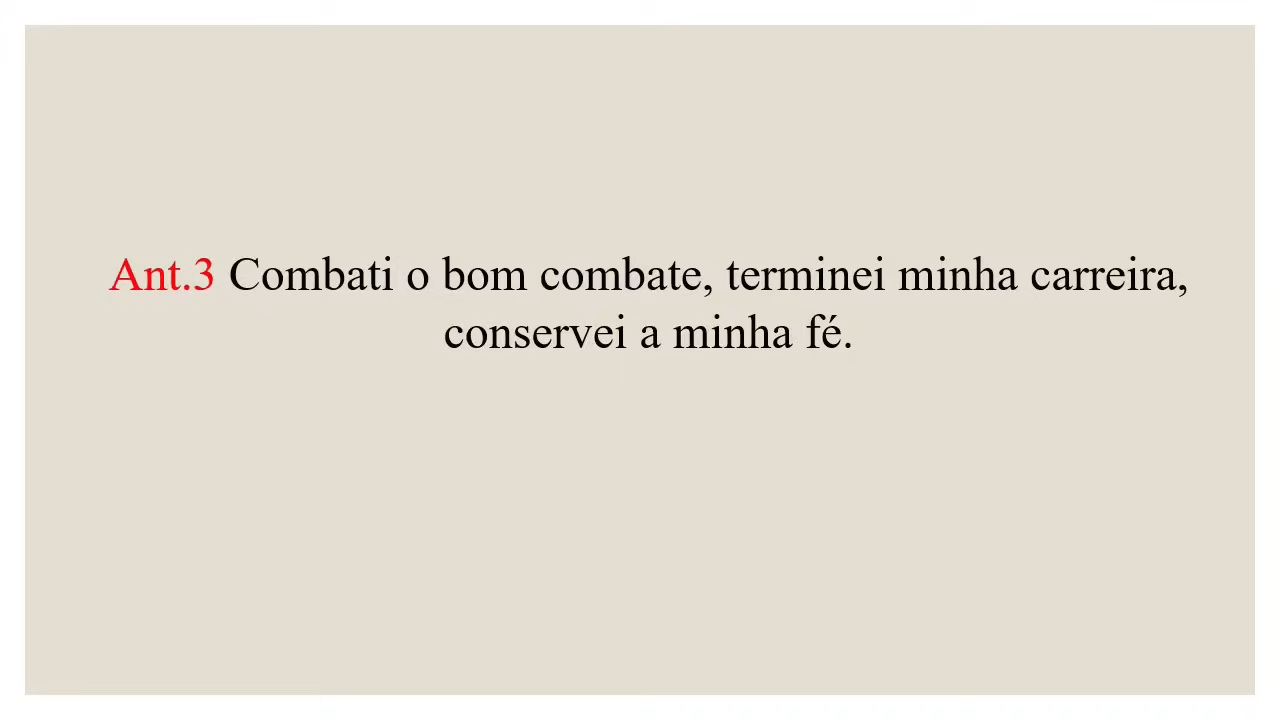 Ant.3 Combati o bom combate, terminei minha carreira,
conservei a minha fé.